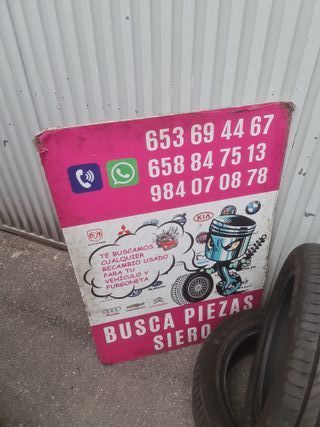 653 69 44 67
658 84 75 13
984 07 08 78
KIA
TE BUSCAMOS
CUALQUIER
RECAMBIO USADO
PARA TU
VEHÍCULO Y
FURGONETA
Audi
BUSCA PIEZAS
SIERO